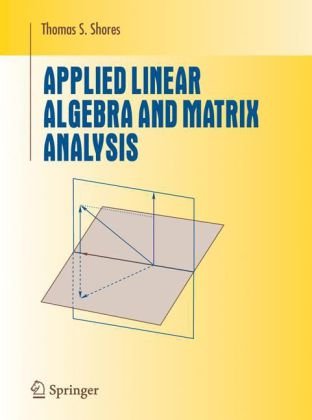 Thomas S. Shores
APPLIED LINEAR
ALGEBRA AND MATRIX
ANALYSIS
Springer